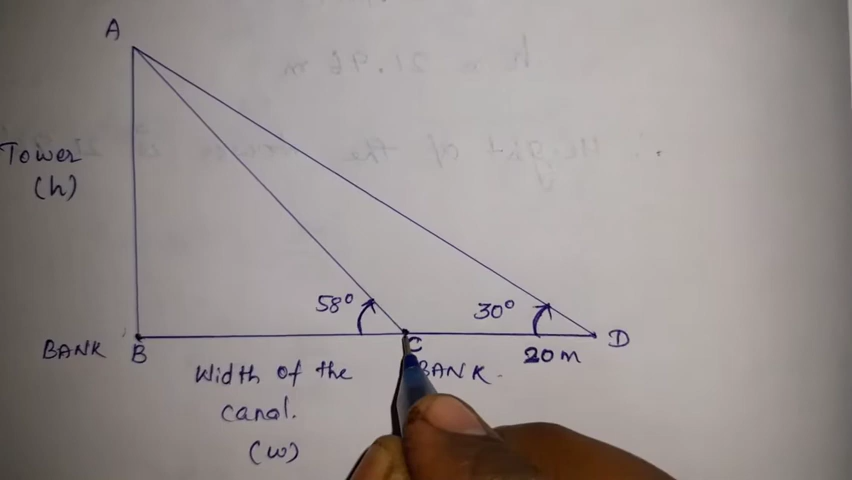 A
Tower
(h)
58°
30°
BANK
B
C
20m
D
Width of the
BANK.
canal.
(w)